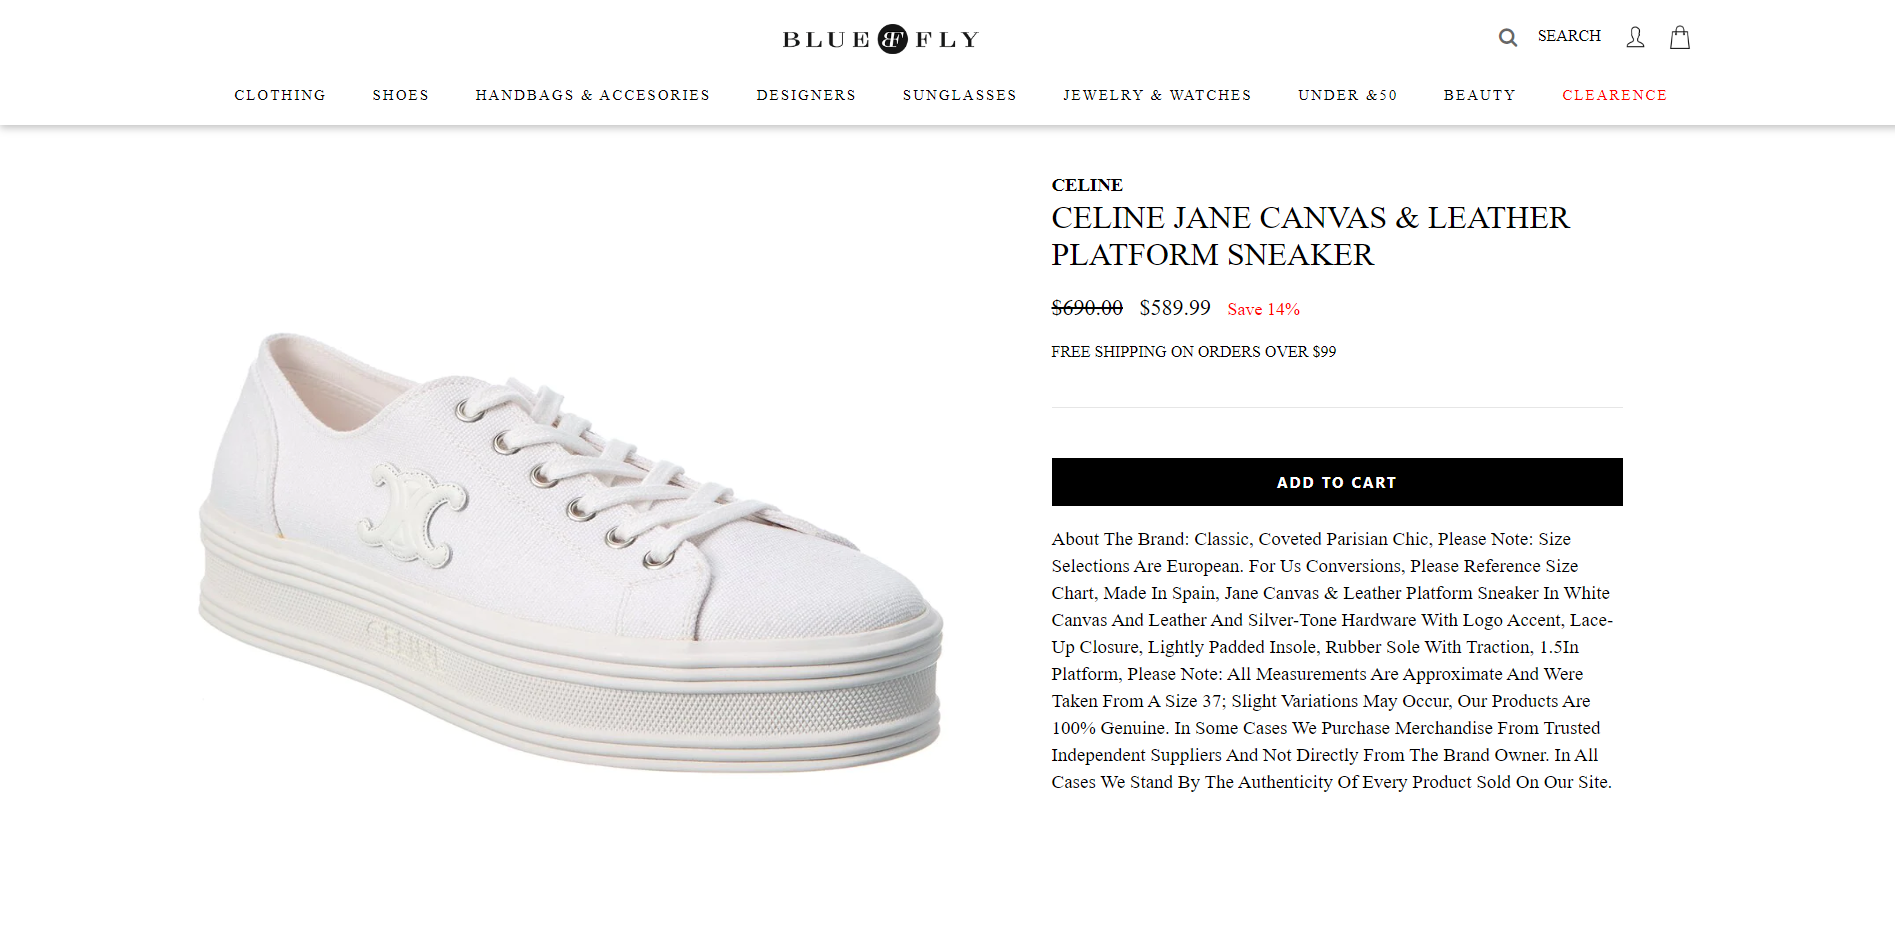 BLUE FLY
SEARCH
CLOTHING SHOES HANDBAGS & ACCESORIES DESIGNERS SUNGLASSES JEWELRY & WATCHES UNDER &50 BEAUTY CLEARENCE
CELINE
CELINE JANE CANVAS & LEATHER
PLATFORM SNEAKER
$690.00 $589.99 Save 14%
FREE SHIPPING ON ORDERS OVER $99
ADD TO CART
About The Brand: Classic, Coveted Parisian Chic, Please Note: Size
Selections Are European. For Us Conversions, Please Reference Size
Chart, Made In Spain, Jane Canvas & Leather Platform Sneaker In White
Canvas And Leather And Silver-Tone Hardware With Logo Accent, Lace-
Up Closure, Lightly Padded Insole, Rubber Sole With Traction, 1.5In
Platform, Please Note: All Measurements Are Approximate And Were
Taken From A Size 37; Slight Variations May Occur, Our Products Are
100% Genuine. In Some Cases We Purchase Merchandise From Trusted
Independent Suppliers And Not Directly From The Brand Owner. In All
Cases We Stand By The Authenticity Of Every Product Sold On Our Site.